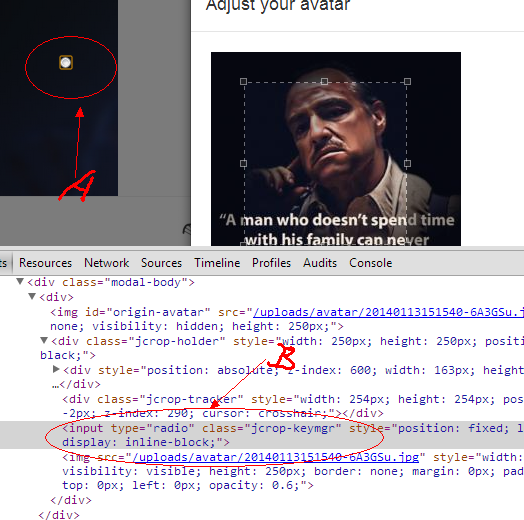 Adjust your avatar
A
“A man who doesn’t spend time
with his family can never
ts Resources Network Sources Timeline Profiles Audits Console
▼<div class="modal-body">
▼<div>
<img id="origin-avatar" src="/uploads/avatar/20140113151540-6A3GSu.j
none; visibility: hidden; height: 250px;">
▼<div class="jcrop-holder" style="width: 250px; height: 250px; posit
black;">
B
▶<div style="position: absolute; z-index: 600; width: 163px; height:
…</div>
<div class="jcrop-tracker" style="width: 254px; height: 254px; pos
-2px; z-index: 290; cursor: crosshair;"></div>
<input type="radio" class="jcrop-keymgr" style="position: fixed; l
display: inline-block;">
<img src="/uploads/avatar/20140113151540-6A3GSu.jpg" style="width:
visibility: visible; height: 250px; border: none; margin: 0px; pad
top: 0px; left: 0px; opacity: 0.6;">
</div>
</div>